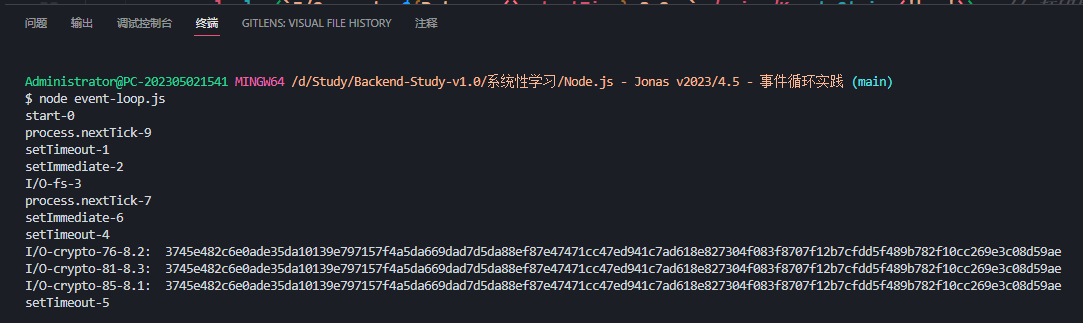 问题 输出 调试控制台 终端 GITLENS: VISUAL FILE HISTORY 注释
Administrator@PC-202305021541 MINGW64 /d/Study/Backend-Study-v1.0/系统性学习/Node.js - Jonas v2023/4.5 - 事件循环实践 (main)
$ node event-loop.js
start-0
process.nextTick-9
setTimeout-1
setImmediate-2
I/O-fs-3
process.nextTick-7
setImmediate-6
setTimeout-4
I/O-crypto-76-8.2: 3745e482c6e0ade35da10139e797157f4a5da669dad7d5da88ef87e47471cc47ed941c7ad618e827304f083f8707f12b7cfdd5f489b782f10cc269e3c08d59ae
I/O-crypto-81-8.3: 3745e482c6e0ade35da10139e797157f4a5da669dad7d5da88ef87e47471cc47ed941c7ad618e827304f083f8707f12b7cfdd5f489b782f10cc269e3c08d59ae
I/O-crypto-85-8.1: 3745e482c6e0ade35da10139e797157f4a5da669dad7d5da88ef87e47471cc47ed941c7ad618e827304f083f8707f12b7cfdd5f489b782f10cc269e3c08d59ae
setTimeout-5